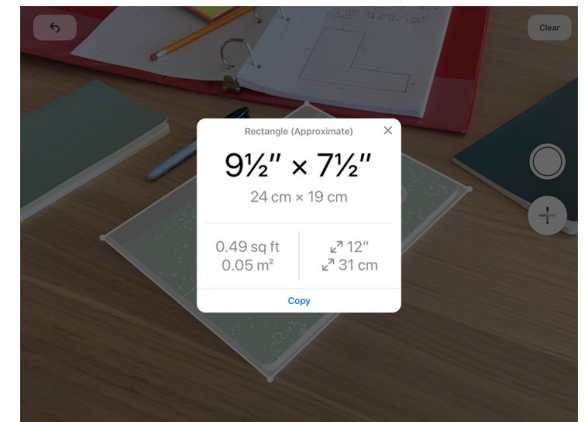 Clear
Rectangle (Approximate)
9½″ × 7½″
24 cm × 19 cm
0.49 sq ft
0.05 m²
12″
31 cm
Copy